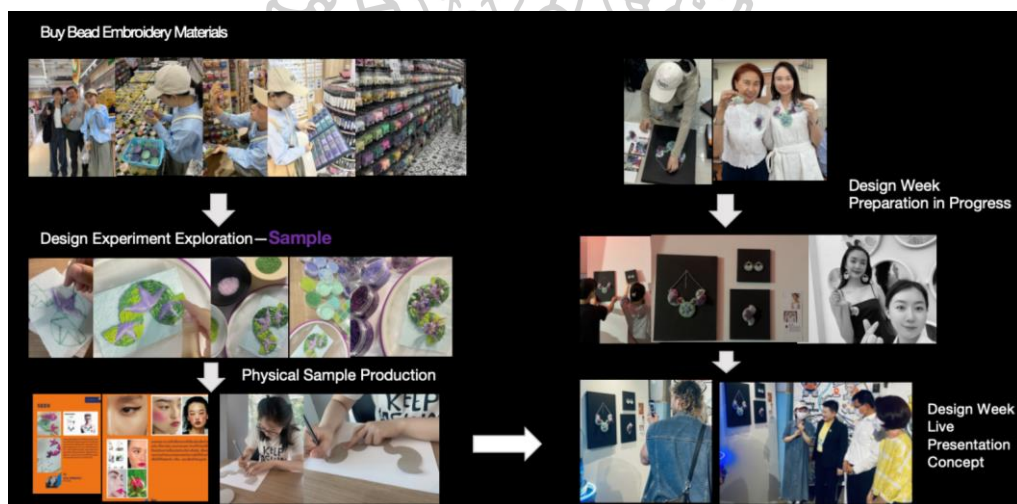 Buy Bead Embroidery Materials
Design Experiment Exploration—Sample
Physical Sample Production
KEEP
Design Week
Preparation in Progress
Design Week
Live
Presentation
Concept